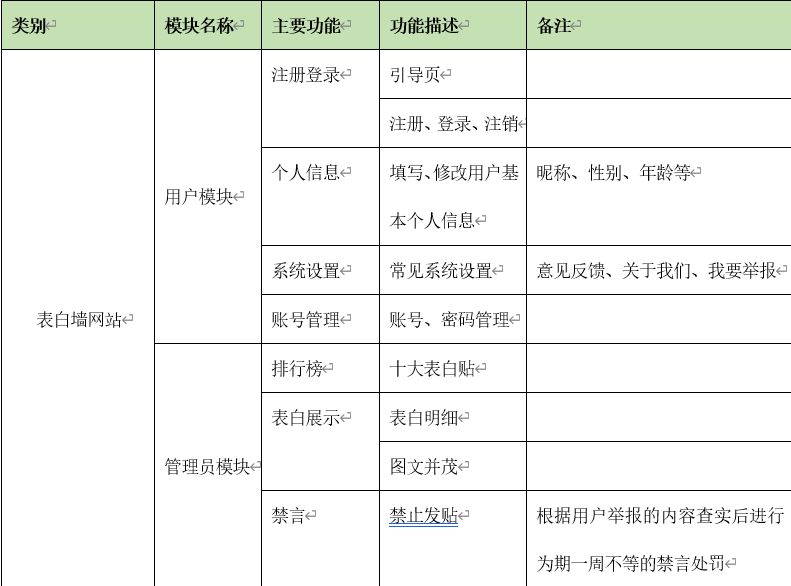 类别 模块名称 主要功能 功能描述 备注
注册登录 引导页
注册、登录、注销
个人信息 填写、修改用户基 昵称、性别、年龄等
用户模块
本个人信息
系统设置 常见系统设置 意见反馈、关于我们、我要举报
表白墙网站 账号管理 账号、密码管理
排行榜 十大表白贴
表白展示 表白明细
管理员模块 图文并茂
禁言 禁止发贴 根据用户举报的内容查实后进行
为期一周不等的禁言处罚